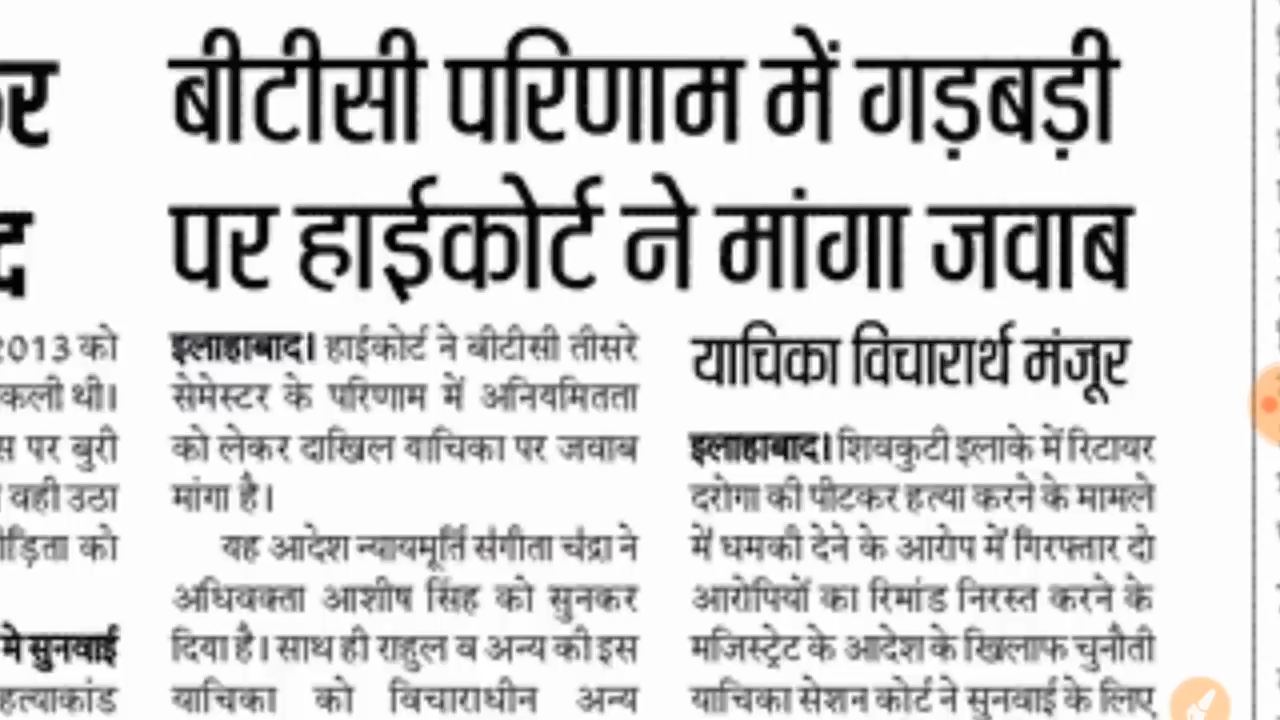 कर
द
2013 को
कली थी।
स पर बुरी
वही उठा
ीड़िता को
मे सुनवाई
हत्याकांड
बीटीसी परिणाम में गड़बड़ी
पर हाईकोर्ट ने मांगा जवाब
इलाहाबाद। हाईकोर्ट ने बीटीसी तीसरे
सेमेस्टर के परिणाम में अनियमितता
को लेकर दाखिल याचिका पर जवाब
मांगा है।
यह आदेश न्यायमूर्ति संगीता चंद्रा ने
अधिवक्ता आशीष सिंह को सुनकर
दिया है। साथ ही राहुल व अन्य की इस
याचिका को विचाराधीन अन्य
याचिका विचारार्थ मंजूर
इलाहाबाद। शिवकुटी इलाके में रिटायर
दरोगा की पीटकर हत्या करने के मामले
में धमकी देने के आरोप में गिरफ्तार दो
आरोपियों का रिमांड निरस्त करने के
मजिस्ट्रेट के आदेश के खिलाफ चुनौती
याचिका सेशन कोर्ट ने सुनवाई के लिए